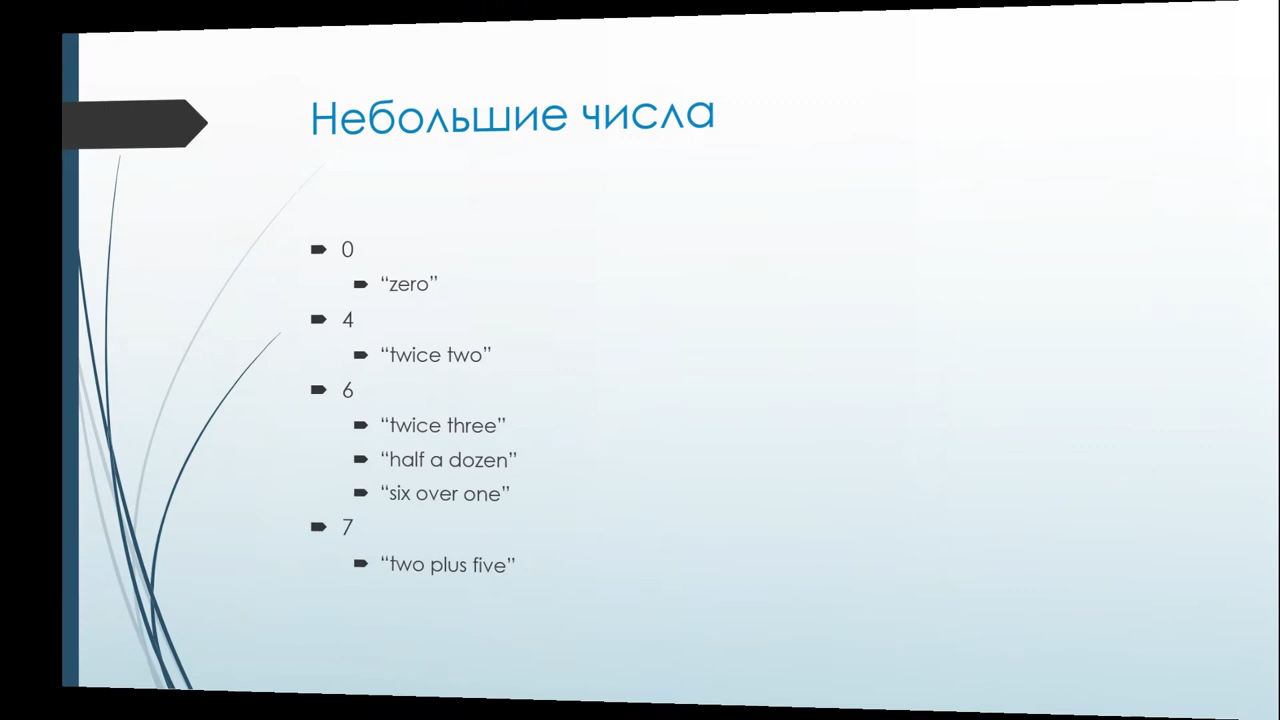 Небольшие числа
0
“zero”
4
“twice two”
6
“twice three”
“half a dozen”
“six over one”
7
“two plus five”